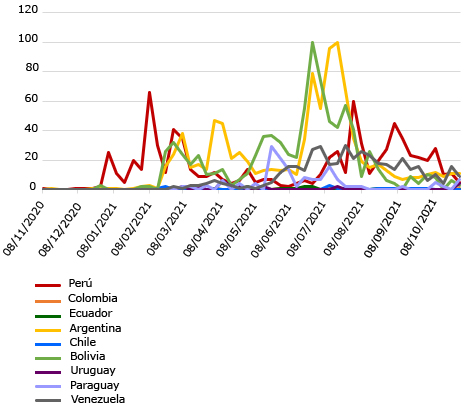 120
100
80
60
40
20
0
08/11/2020
08/12/2020
08/01/2021
08/02/2021
08/03/2021
08/04/2021
08/05/2021
08/06/2021
08/07/2021
08/08/2021
08/09/2021
08/10/2021
Perú
Colombia
Ecuador
Argentina
Chile
Bolivia
Uruguay
Paraguay
Venezuela